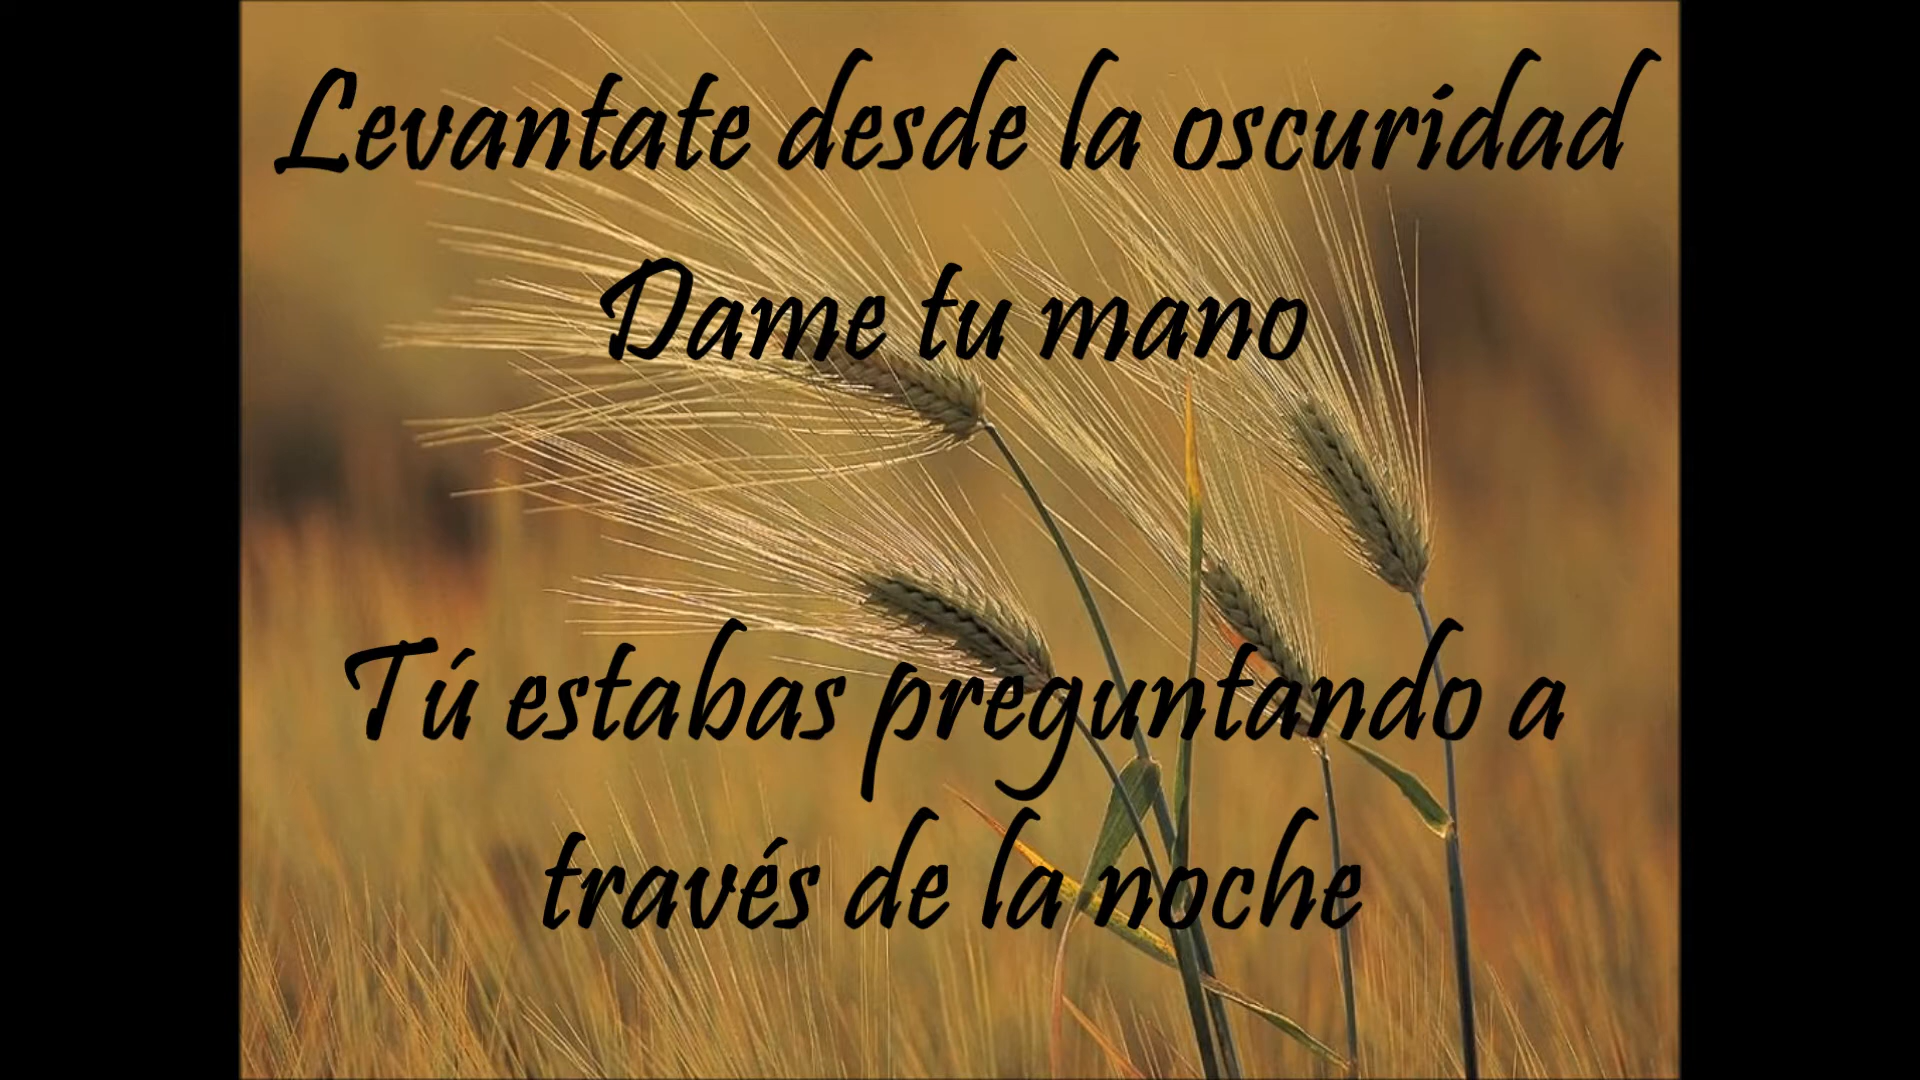 Levantate desde la oscuridad
Dame tu mano
Tú estabas preguntando a
través de la noche